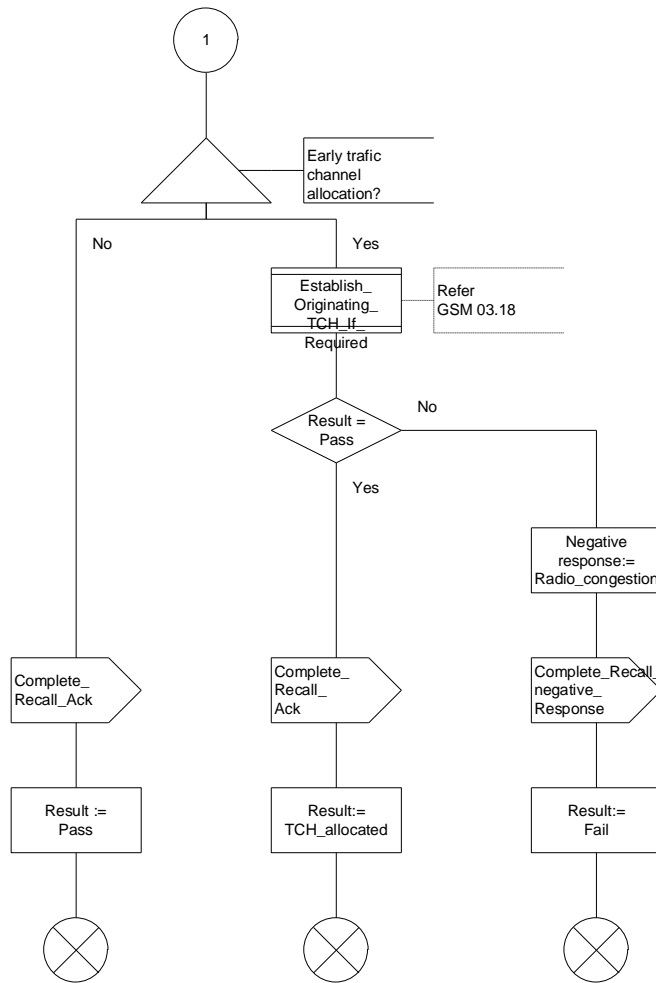 1
Early trafic
channel
allocation?
No
Yes
Establish_
Originating_
TCH_If_
Required
Refer
GSM 03.18
Result =
Pass
No
Yes
Negative
response:=
Radio_congestion
Complete_
Recall_Ack
Complete_
Recall_
Ack
Complete_Recall_
negative_
Response
Result :=
Pass
Result:=
TCH_allocated
Result:=
Fail